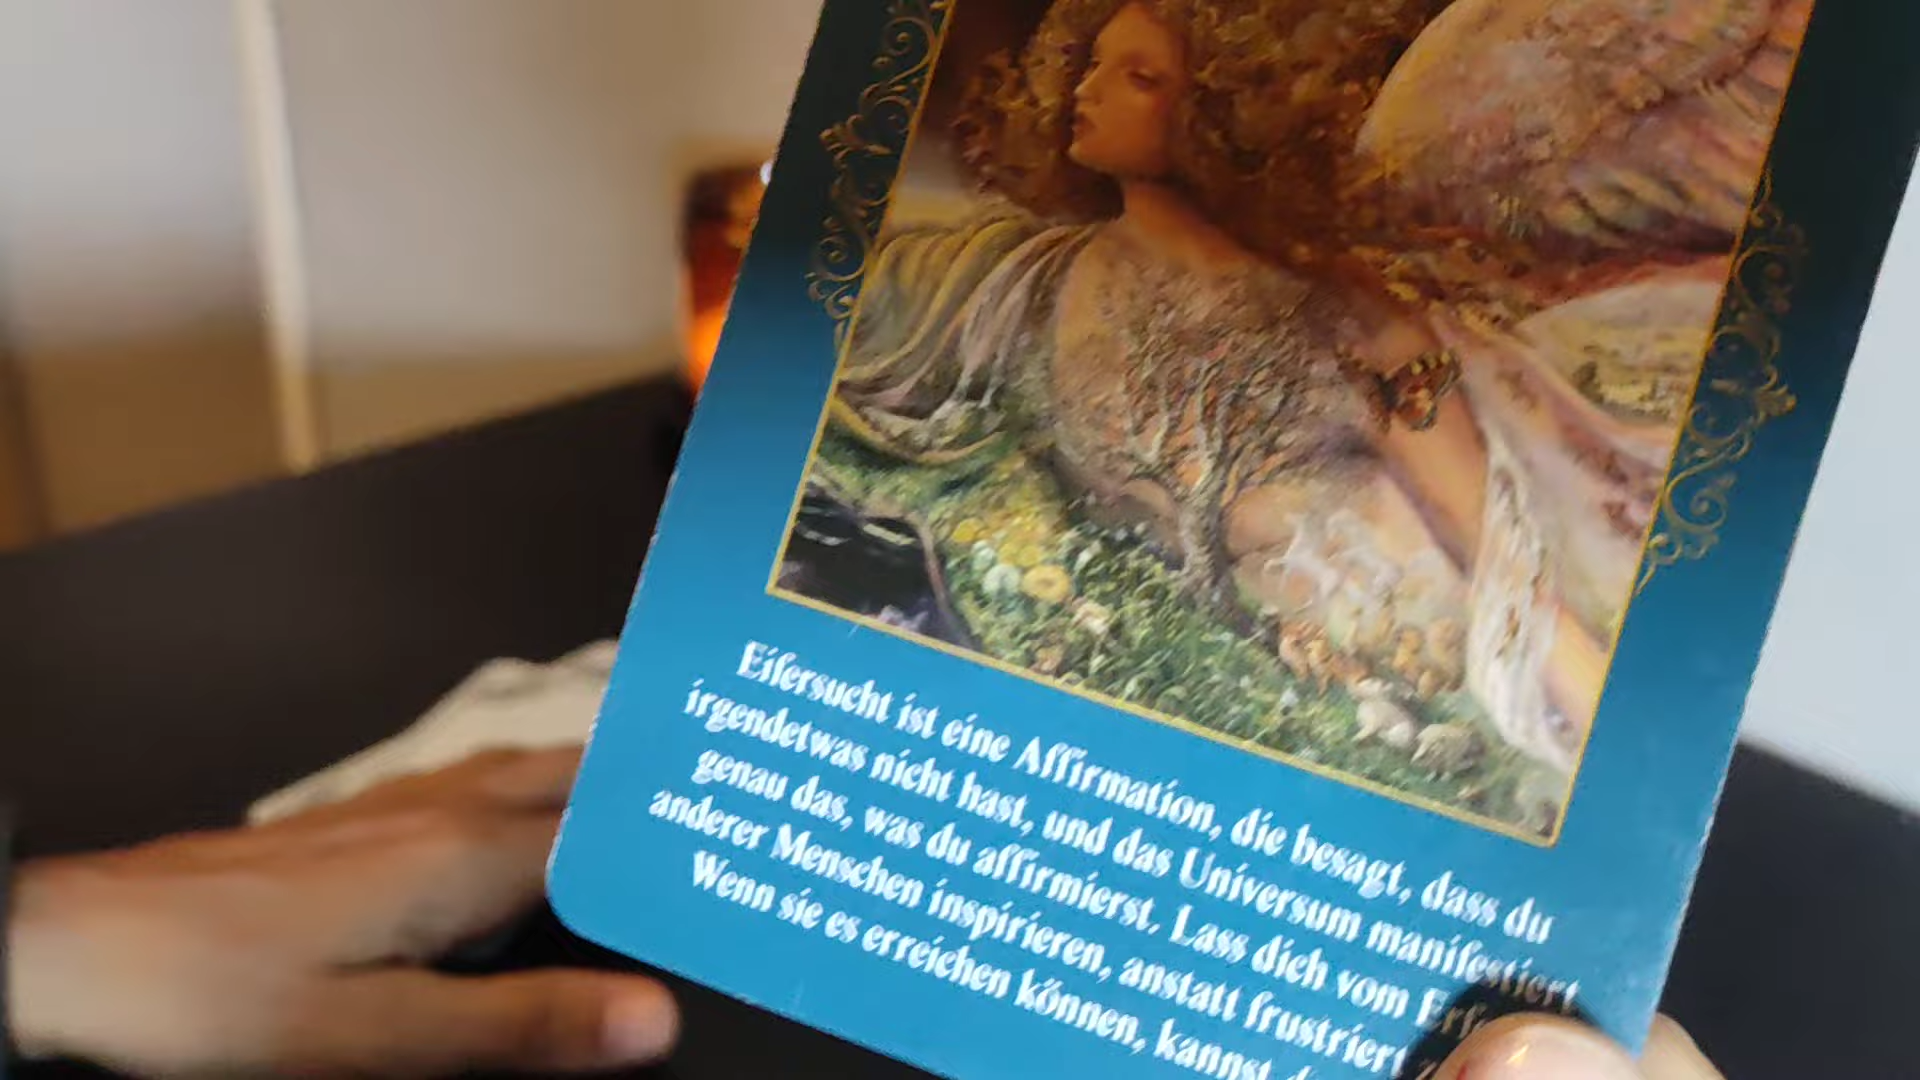 Eifersucht ist eine Affirmation, die besagt, dass du
irgendetwas nicht hast, und das Universum manifestiert
genau das, was du affirmierst. Lass dich vom
anderer Menschen inspirieren, anstatt frustriert
Wenn sie es erreichen können, kannst